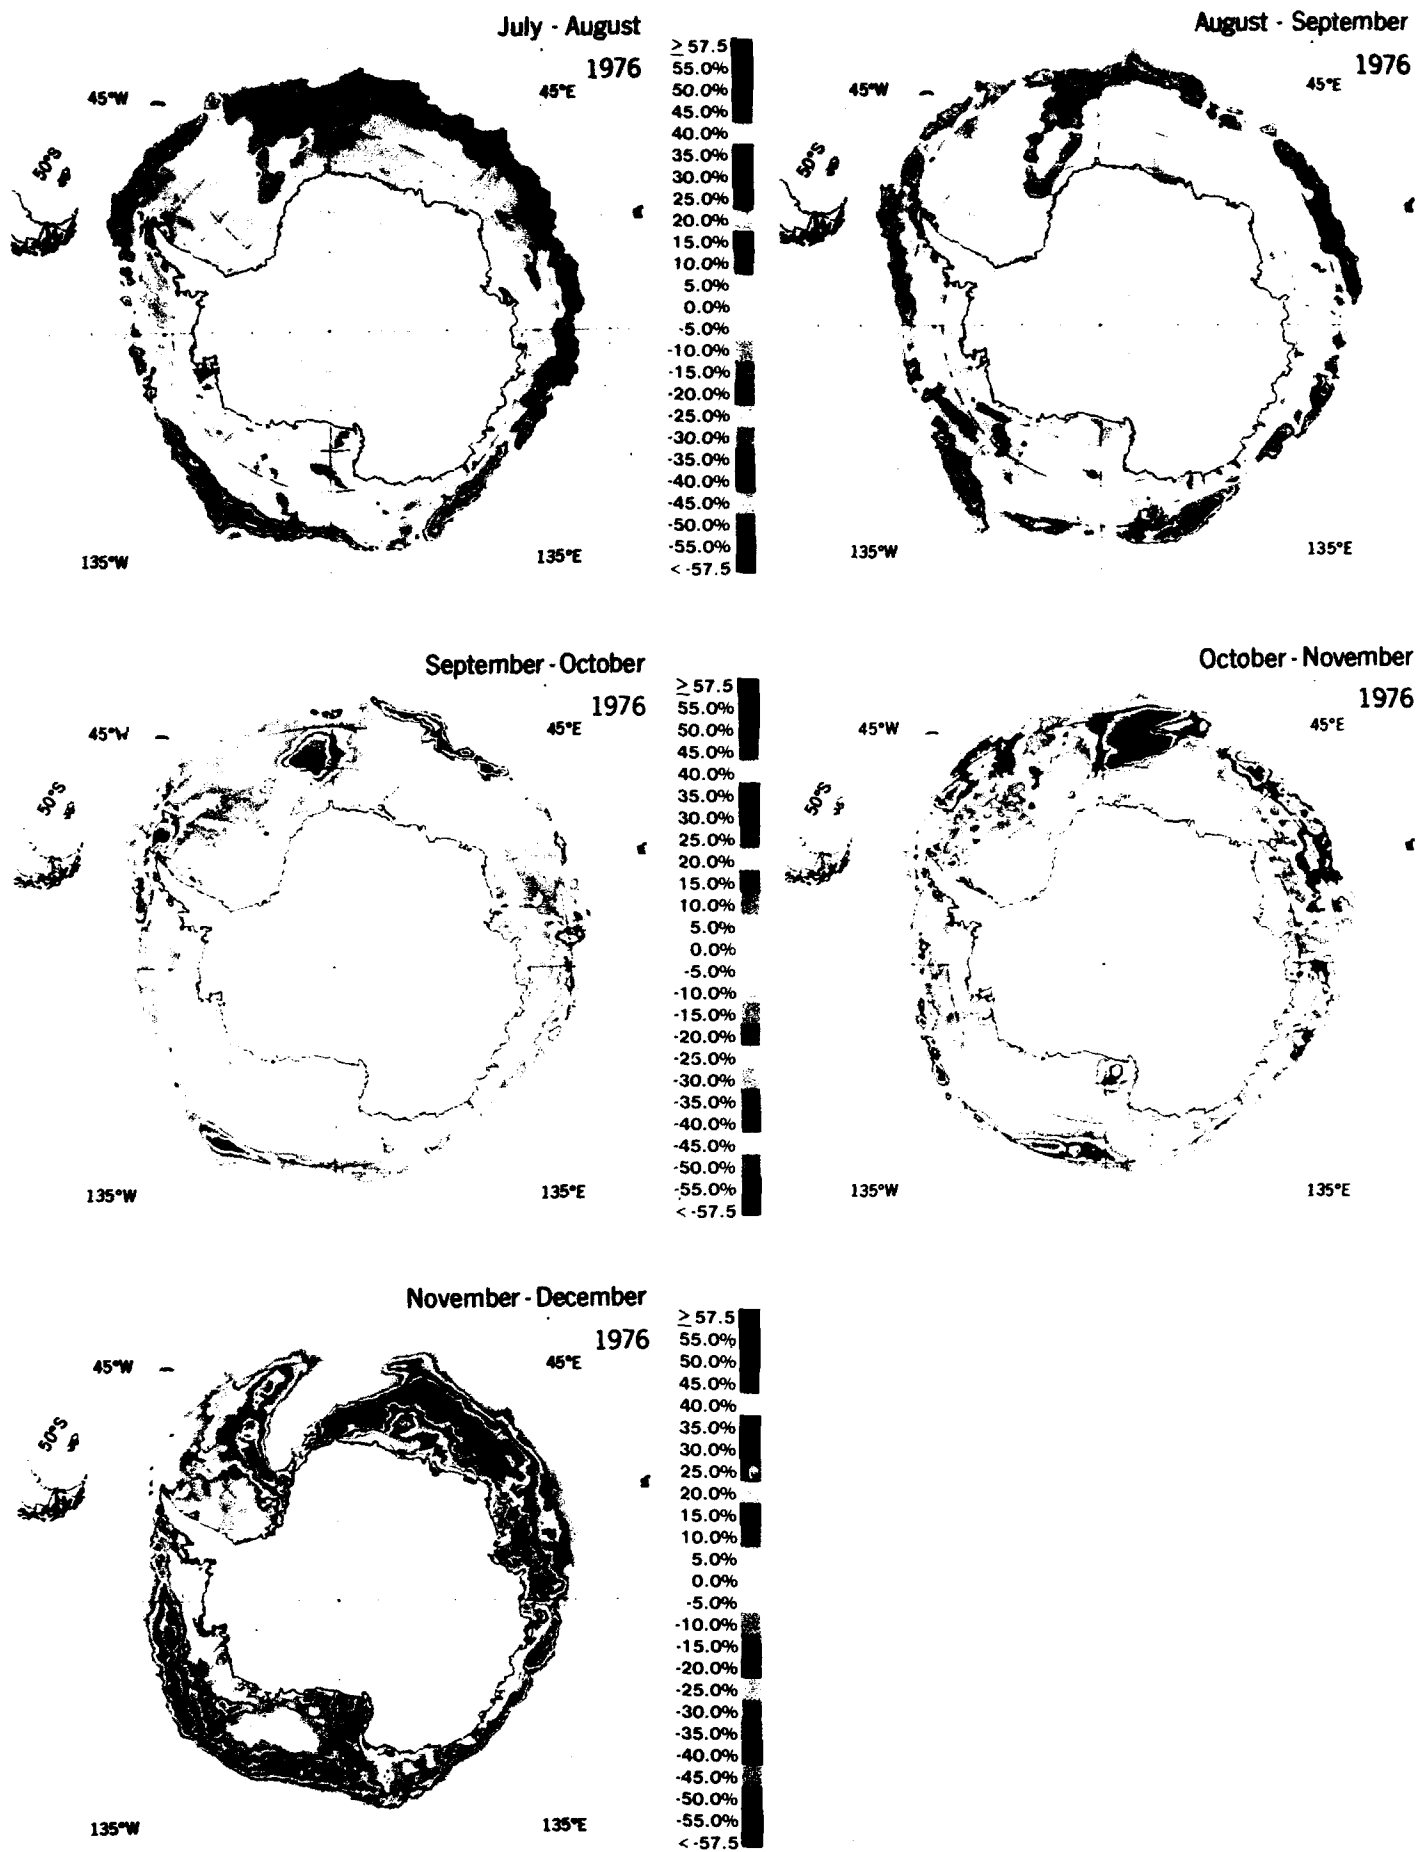 July - August
1976
45°W
45°E
50°S
135°W
135°E
≥ 57.5
55.0%
50.0%
45.0%
40.0%
35.0%
30.0%
25.0%
20.0%
15.0%
10.0%
5.0%
0.0%
-5.0%
-10.0%
-15.0%
-20.0%
-25.0%
-30.0%
-35.0%
-40.0%
-45.0%
-50.0%
-55.0%
< -57.5
August - September
1976
45°W
45°E
50°S
135°W
135°E
September - October
1976
45°W
45°E
50°S
135°W
135°E
≥ 57.5
55.0%
50.0%
45.0%
40.0%
35.0%
30.0%
25.0%
20.0%
15.0%
10.0%
5.0%
0.0%
-5.0%
-10.0%
-15.0%
-20.0%
-25.0%
-30.0%
-35.0%
-40.0%
-45.0%
-50.0%
-55.0%
< -57.5
October - November
1976
45°W
45°E
50°S
135°W
135°E
November - December
1976
45°W
45°E
50°S
135°W
135°E
≥ 57.5
55.0%
50.0%
45.0%
40.0%
35.0%
30.0%
25.0%
20.0%
15.0%
10.0%
5.0%
0.0%
-5.0%
-10.0%
-15.0%
-20.0%
-25.0%
-30.0%
-35.0%
-40.0%
-45.0%
-50.0%
-55.0%
< -57.5